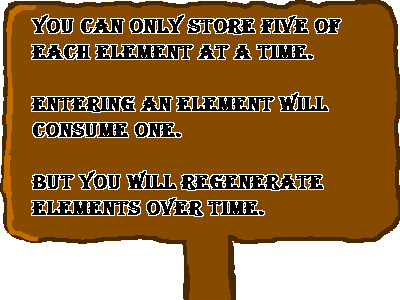 YOU CAN ONLY STORE FIVE OF
EACH ELEMENT AT A TIME.
ENTERING AN ELEMENT WILL
CONSUME ONE.
BUT YOU WILL REGENERATE
ELEMENTS OVER TIME.